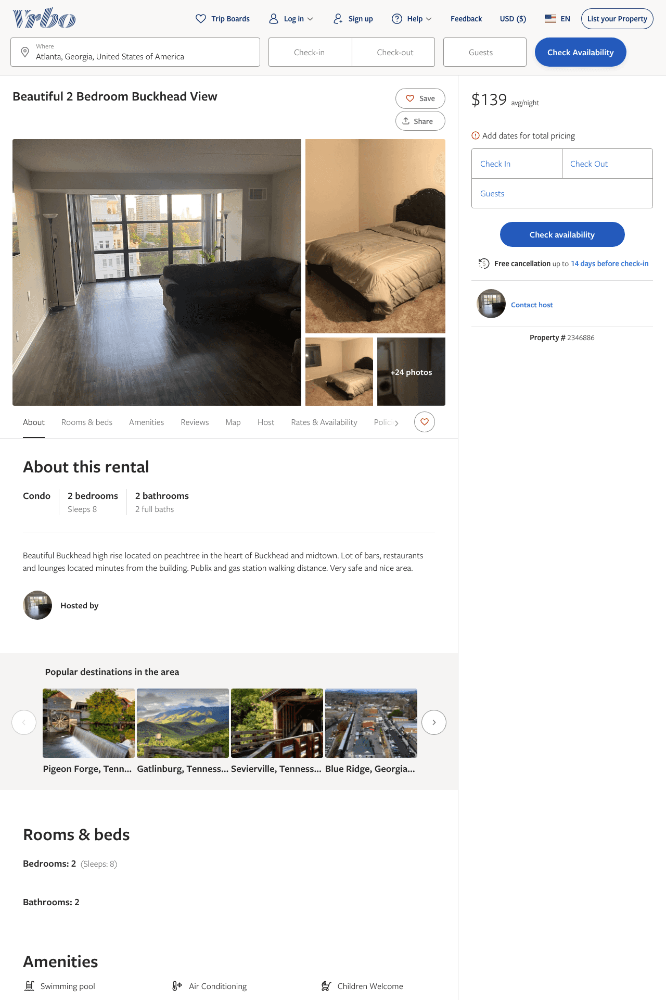 Vrbo
Trip Boards
Log in
Sign up
Help
Feedback
USD ($)
EN
List your Property
Where
Atlanta, Georgia, United States of America
Check-in
Check-out
Guests
Check Availability
Beautiful 2 Bedroom Buckhead View
Save
Share
+24 photos
$139 avg/night
Add dates for total pricing
Check In
Check Out
Guests
Check availability
Free cancellation up to 14 days before check-in
Contact host
Property # 2346886
About
Rooms & beds
Amenities
Reviews
Map
Host
Rates & Availability
Polici
About this rental
Condo
2 bedrooms
Sleeps 8
2 bathrooms
2 full baths
Beautiful Buckhead high rise located on peachtree in the heart of Buckhead and midtown. Lot of bars, restaurants
and lounges located minutes from the building. Publix and gas station walking distance. Very safe and nice area.
Hosted by
Popular destinations in the area
Pigeon Forge, Tenn...
Gatlinburg, Tenness...
Sevierville, Tenness...
Blue Ridge, Georgia...
Rooms & beds
Bedrooms: 2 (Sleeps: 8)
Bathrooms: 2
Amenities
Swimming pool
Air Conditioning
Children Welcome